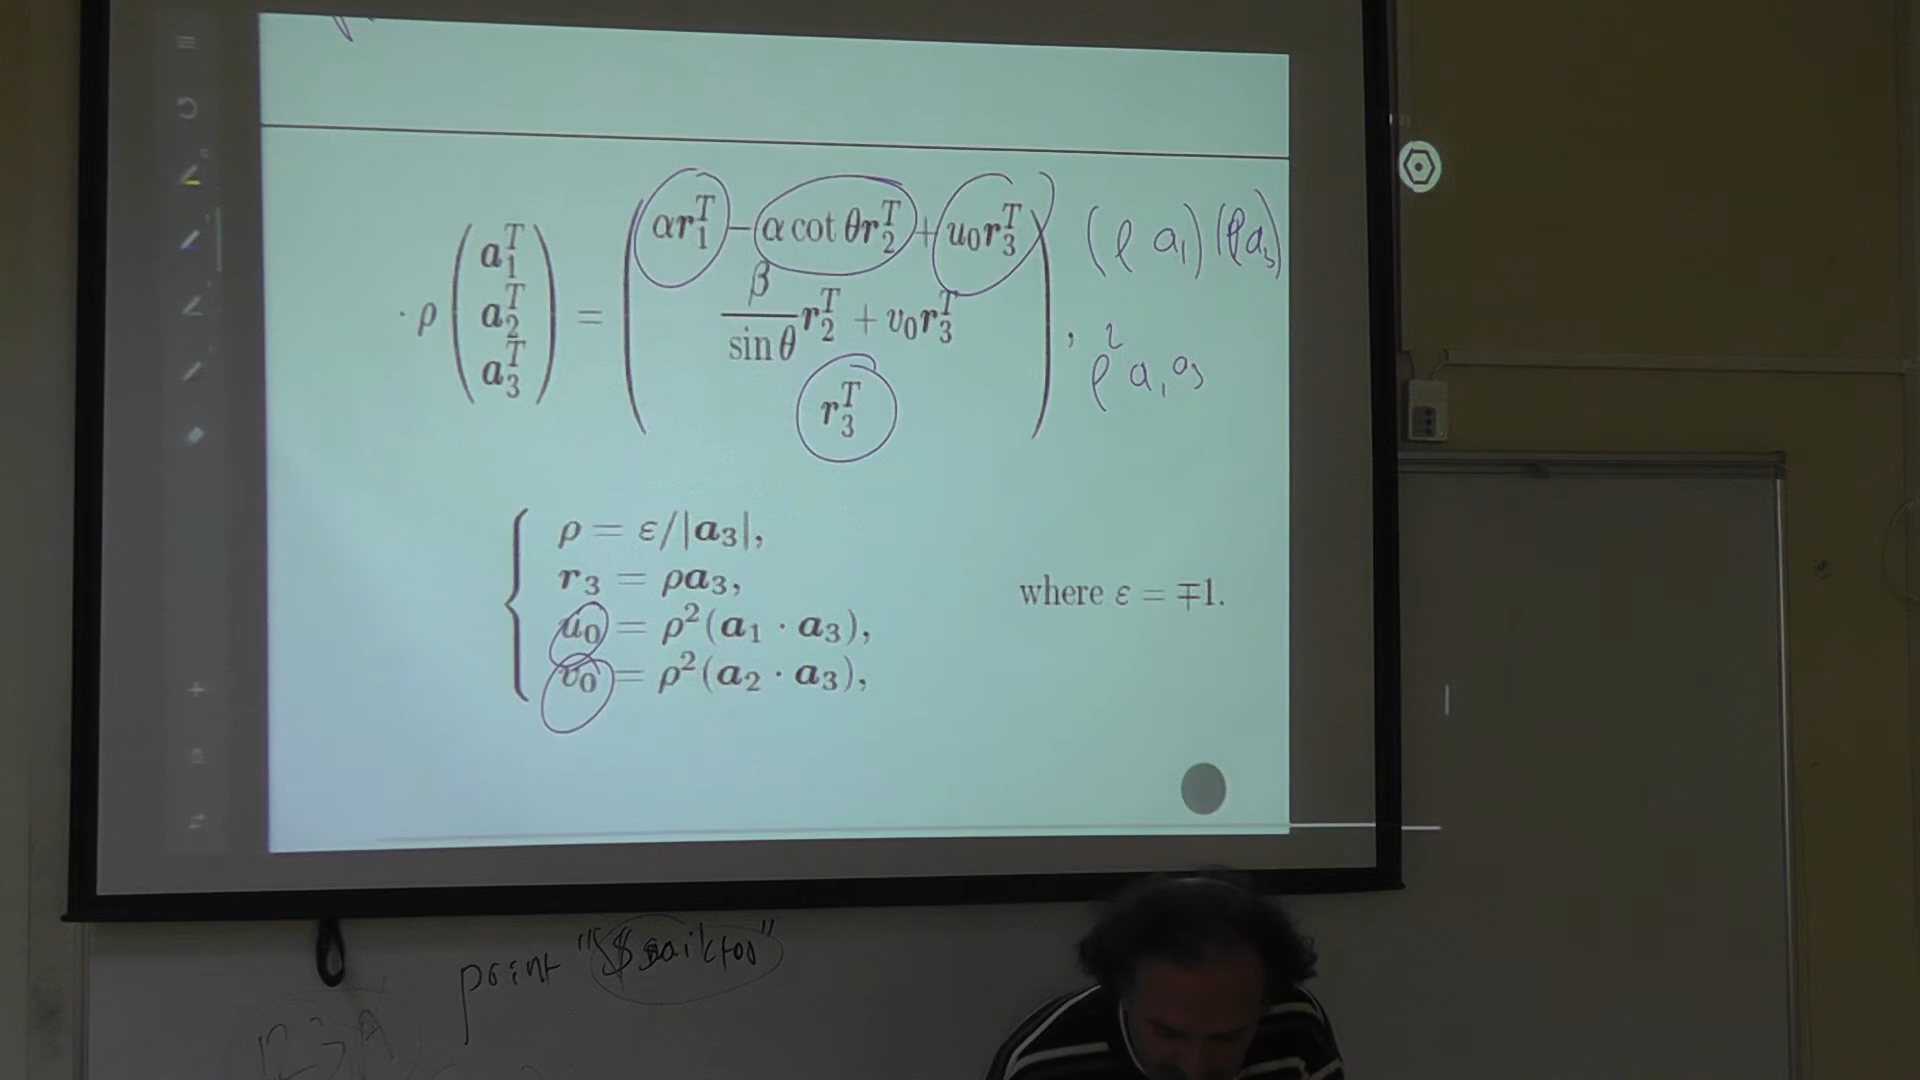 · ρ ( a₁ᵀ a₂ᵀ a₃ᵀ ) = ( αr₁ᵀ − α cot θ r₂ᵀ + u₀r₃ᵀ
β / sin θ r₂ᵀ + v₀r₃ᵀ
r₃ᵀ ) ,
(ρ a₁) (ρ a₃)
ρ² a₁ a₃
ρ = ε/|a₃|,
r₃ = ρa₃,
u₀ = ρ²(a₁ · a₃),
v₀ = ρ²(a₂ · a₃),
where ε = ∓1.
point "